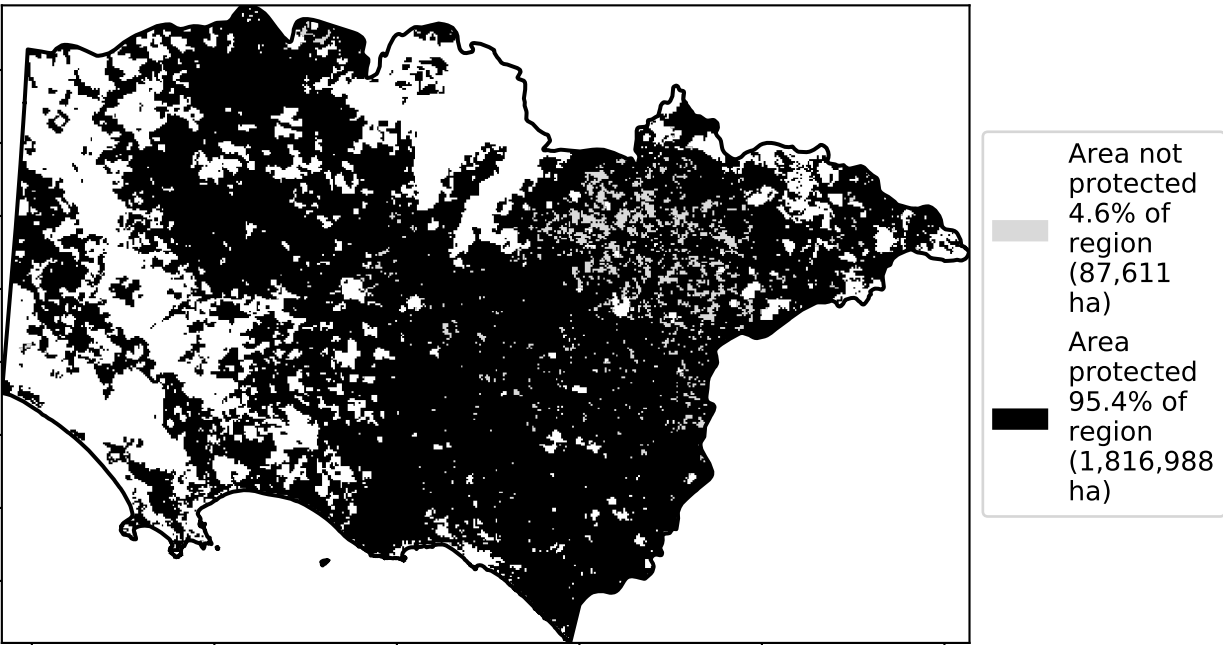 Area not
protected
4.6% of
region
(87,611
ha)
Area
protected
95.4% of
region
(1,816,988
ha)